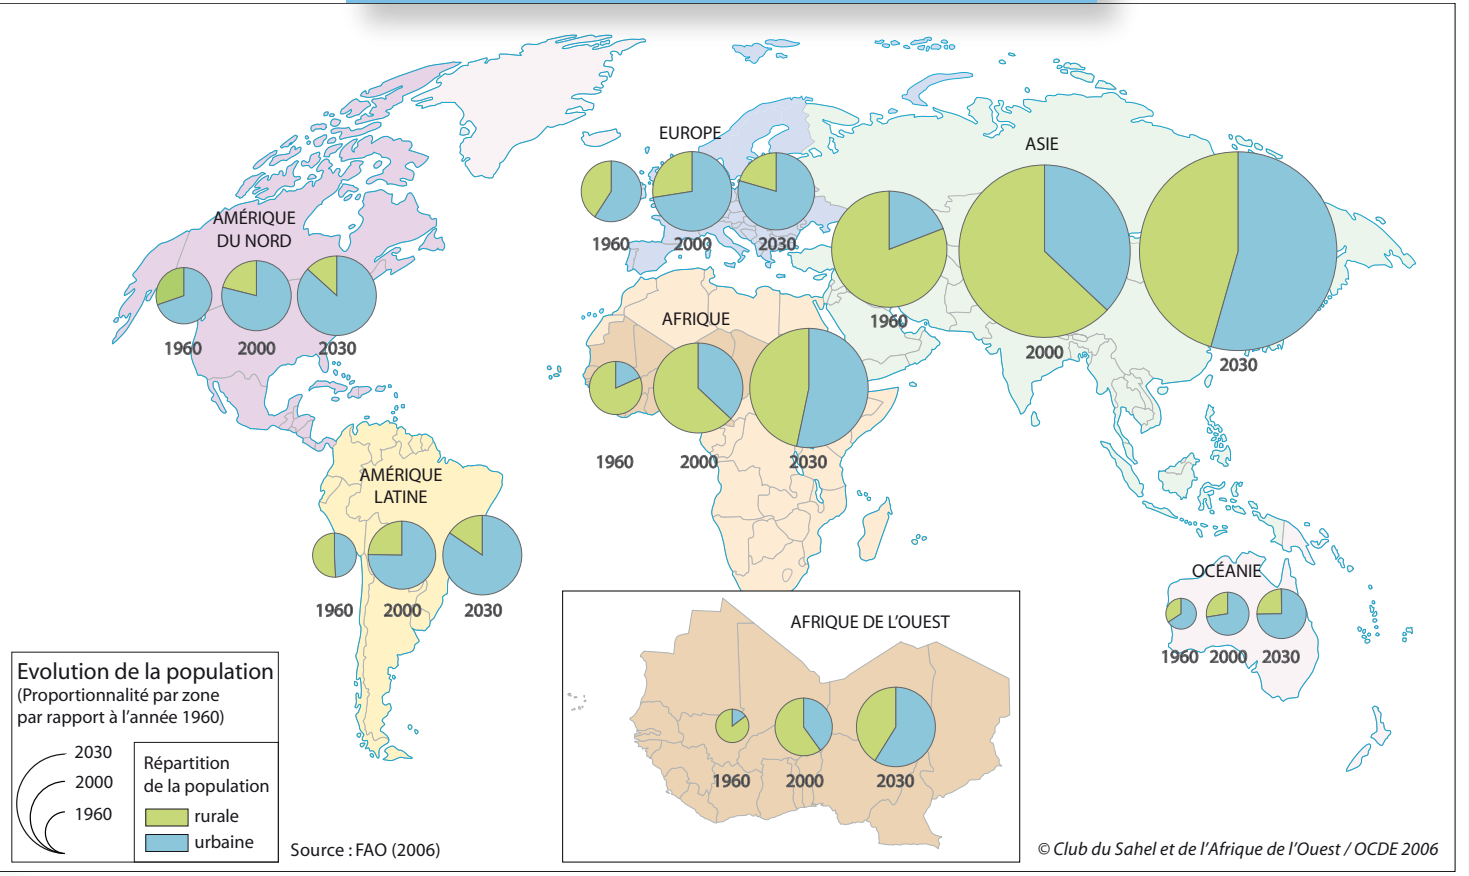 EUROPE
1960
2000
2030
ASIE
1960
2000
2030
AMÉRIQUE
DU NORD
1960
2000
2030
AFRIQUE
1960
2000
2030
AMÉRIQUE
LATINE
1960
2000
2030
OCÉANIE
1960
2000
2030
AFRIQUE DE L’OUEST
1960
2000
2030
Evolution de la population
(Proportionnalité par zone
par rapport à l’année 1960)
2030
2000
1960
Répartition
de la population
rurale
urbaine
Source : FAO (2006)
© Club du Sahel et de l’Afrique de l’Ouest / OCDE 2006